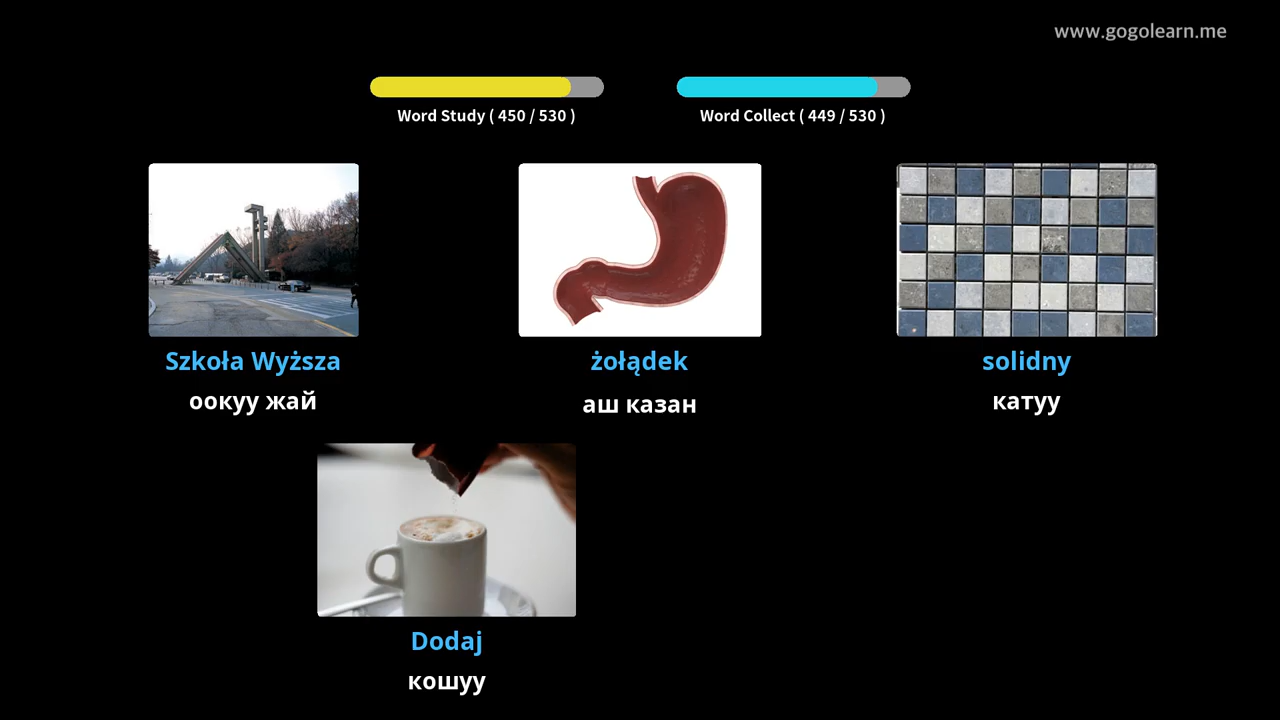 www.gogolearn.me
Word Study ( 450 / 530 )
Word Collect ( 449 / 530 )
Szkoła Wyższa
оокуу жай
żołądek
аш казан
solidny
катуу
Dodaj
кошуу